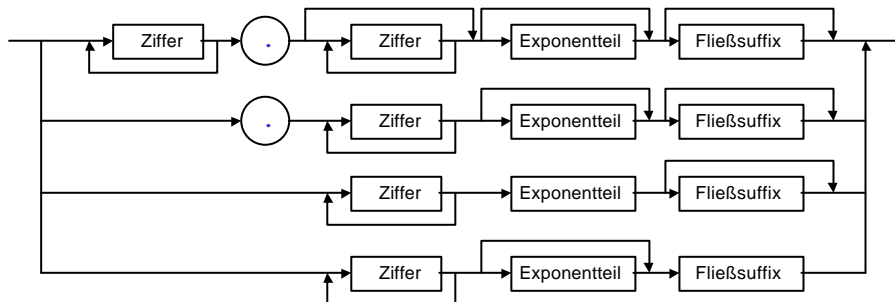 Ziffer . Ziffer Exponentteil Fließsuffix
. Ziffer Exponentteil Fließsuffix
Ziffer Exponentteil Fließsuffix
Ziffer Exponentteil Fließsuffix